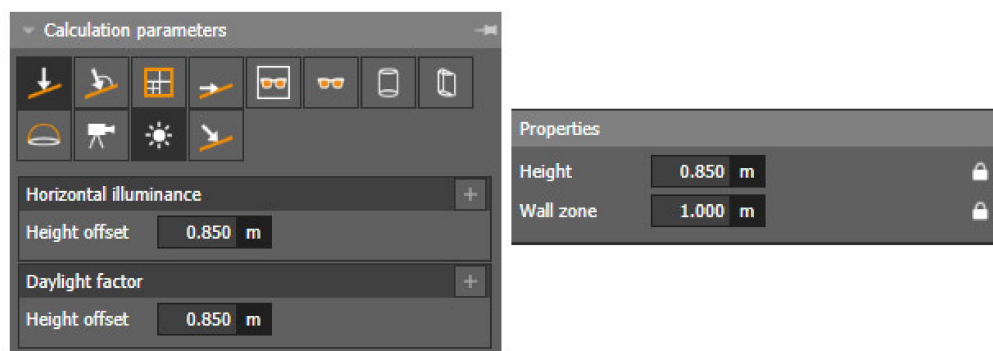 Calculation parameters
Horizontal illuminance
Height offset 0.850 m
Daylight factor
Height offset 0.850 m
Properties
Height 0.850 m
Wall zone 1.000 m